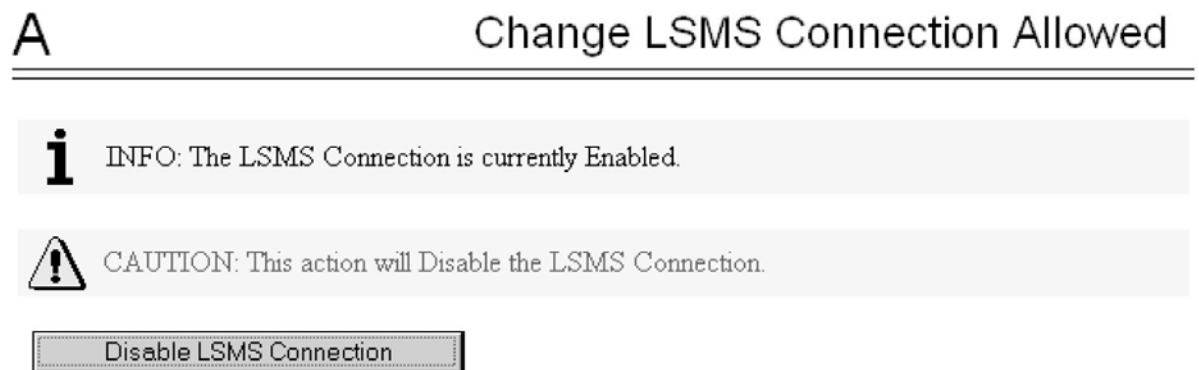 A Change LSMS Connection Allowed
INFO: The LSMS Connection is currently Enabled.
CAUTION: This action will Disable the LSMS Connection.
Disable LSMS Connection